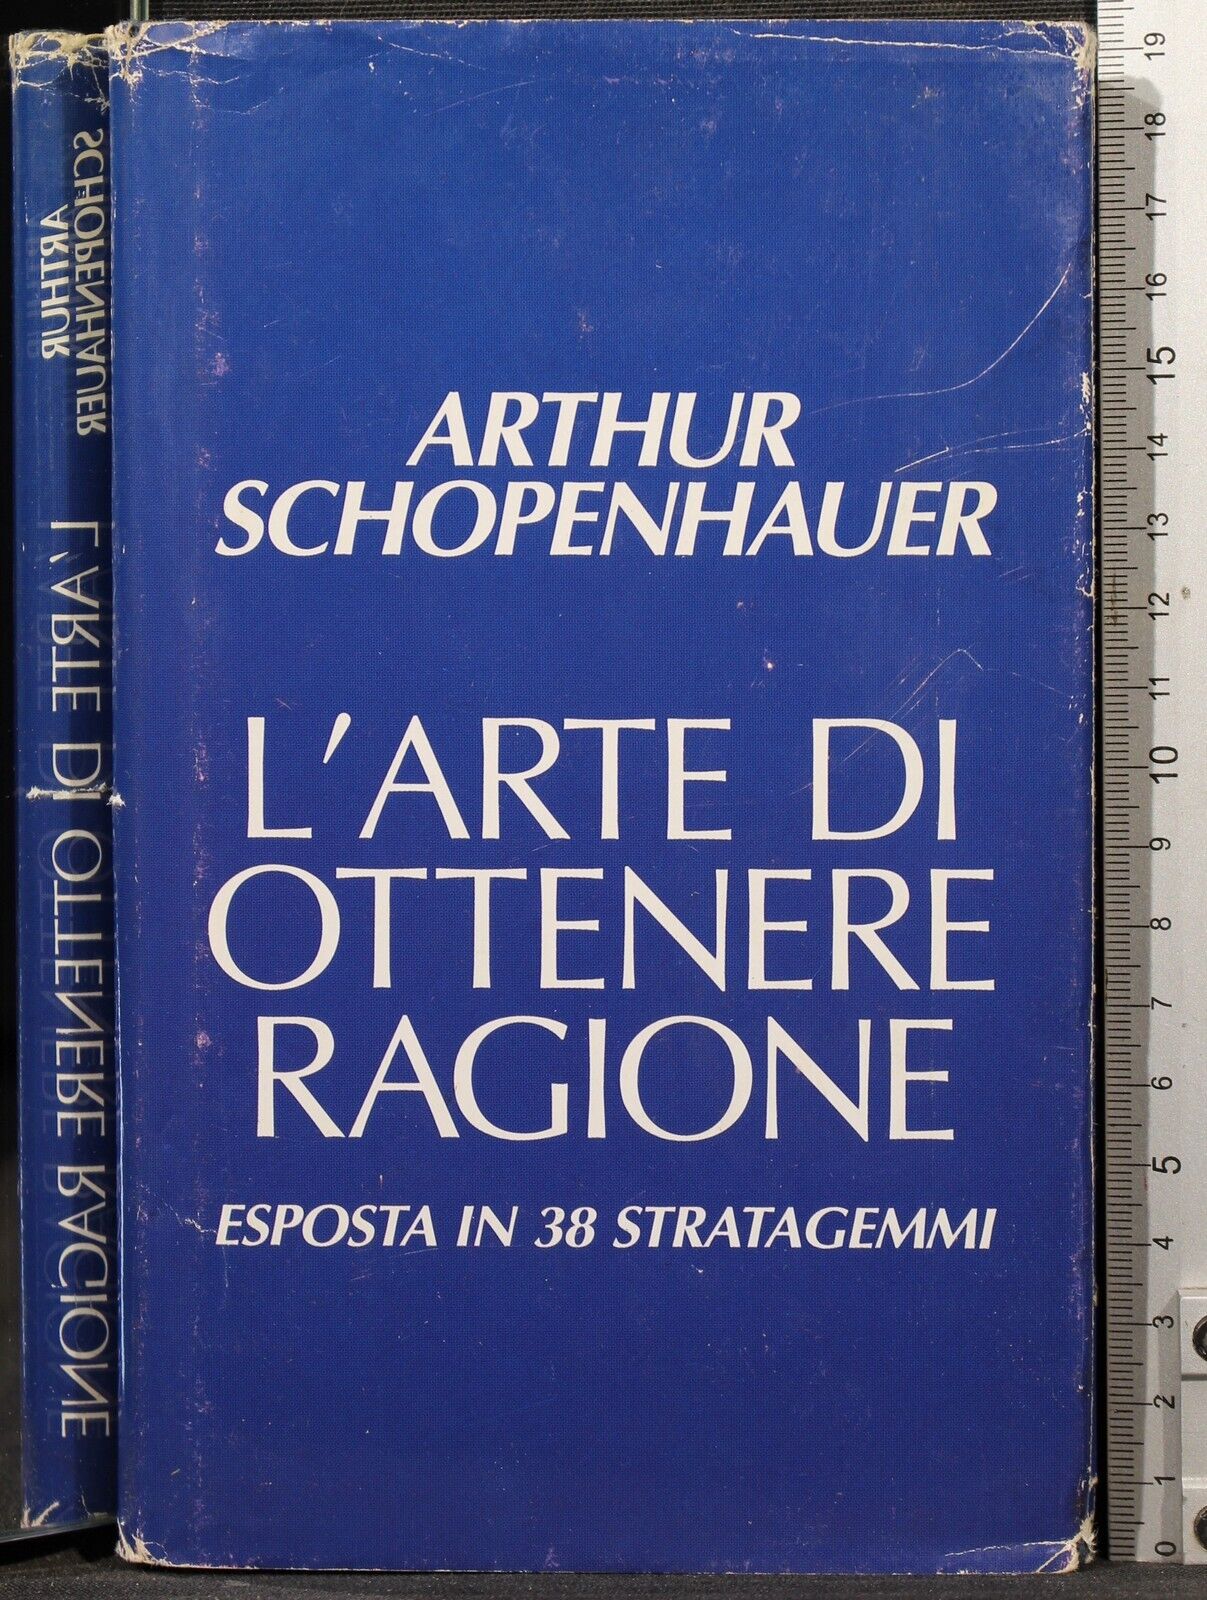 ARTHUR
SCHOPENHAUER
L'ARTE DI
OTTENERE
RAGIONE
ESPOSTA IN 38 STRATAGEMMI
ARTHUR
SCHOPENHAUER
L'ARTE DI OTTENERE RAGIONE
19
18
17
16
15
14
13
12
11
10
9
8
7
6
5
4
3
2
1
0